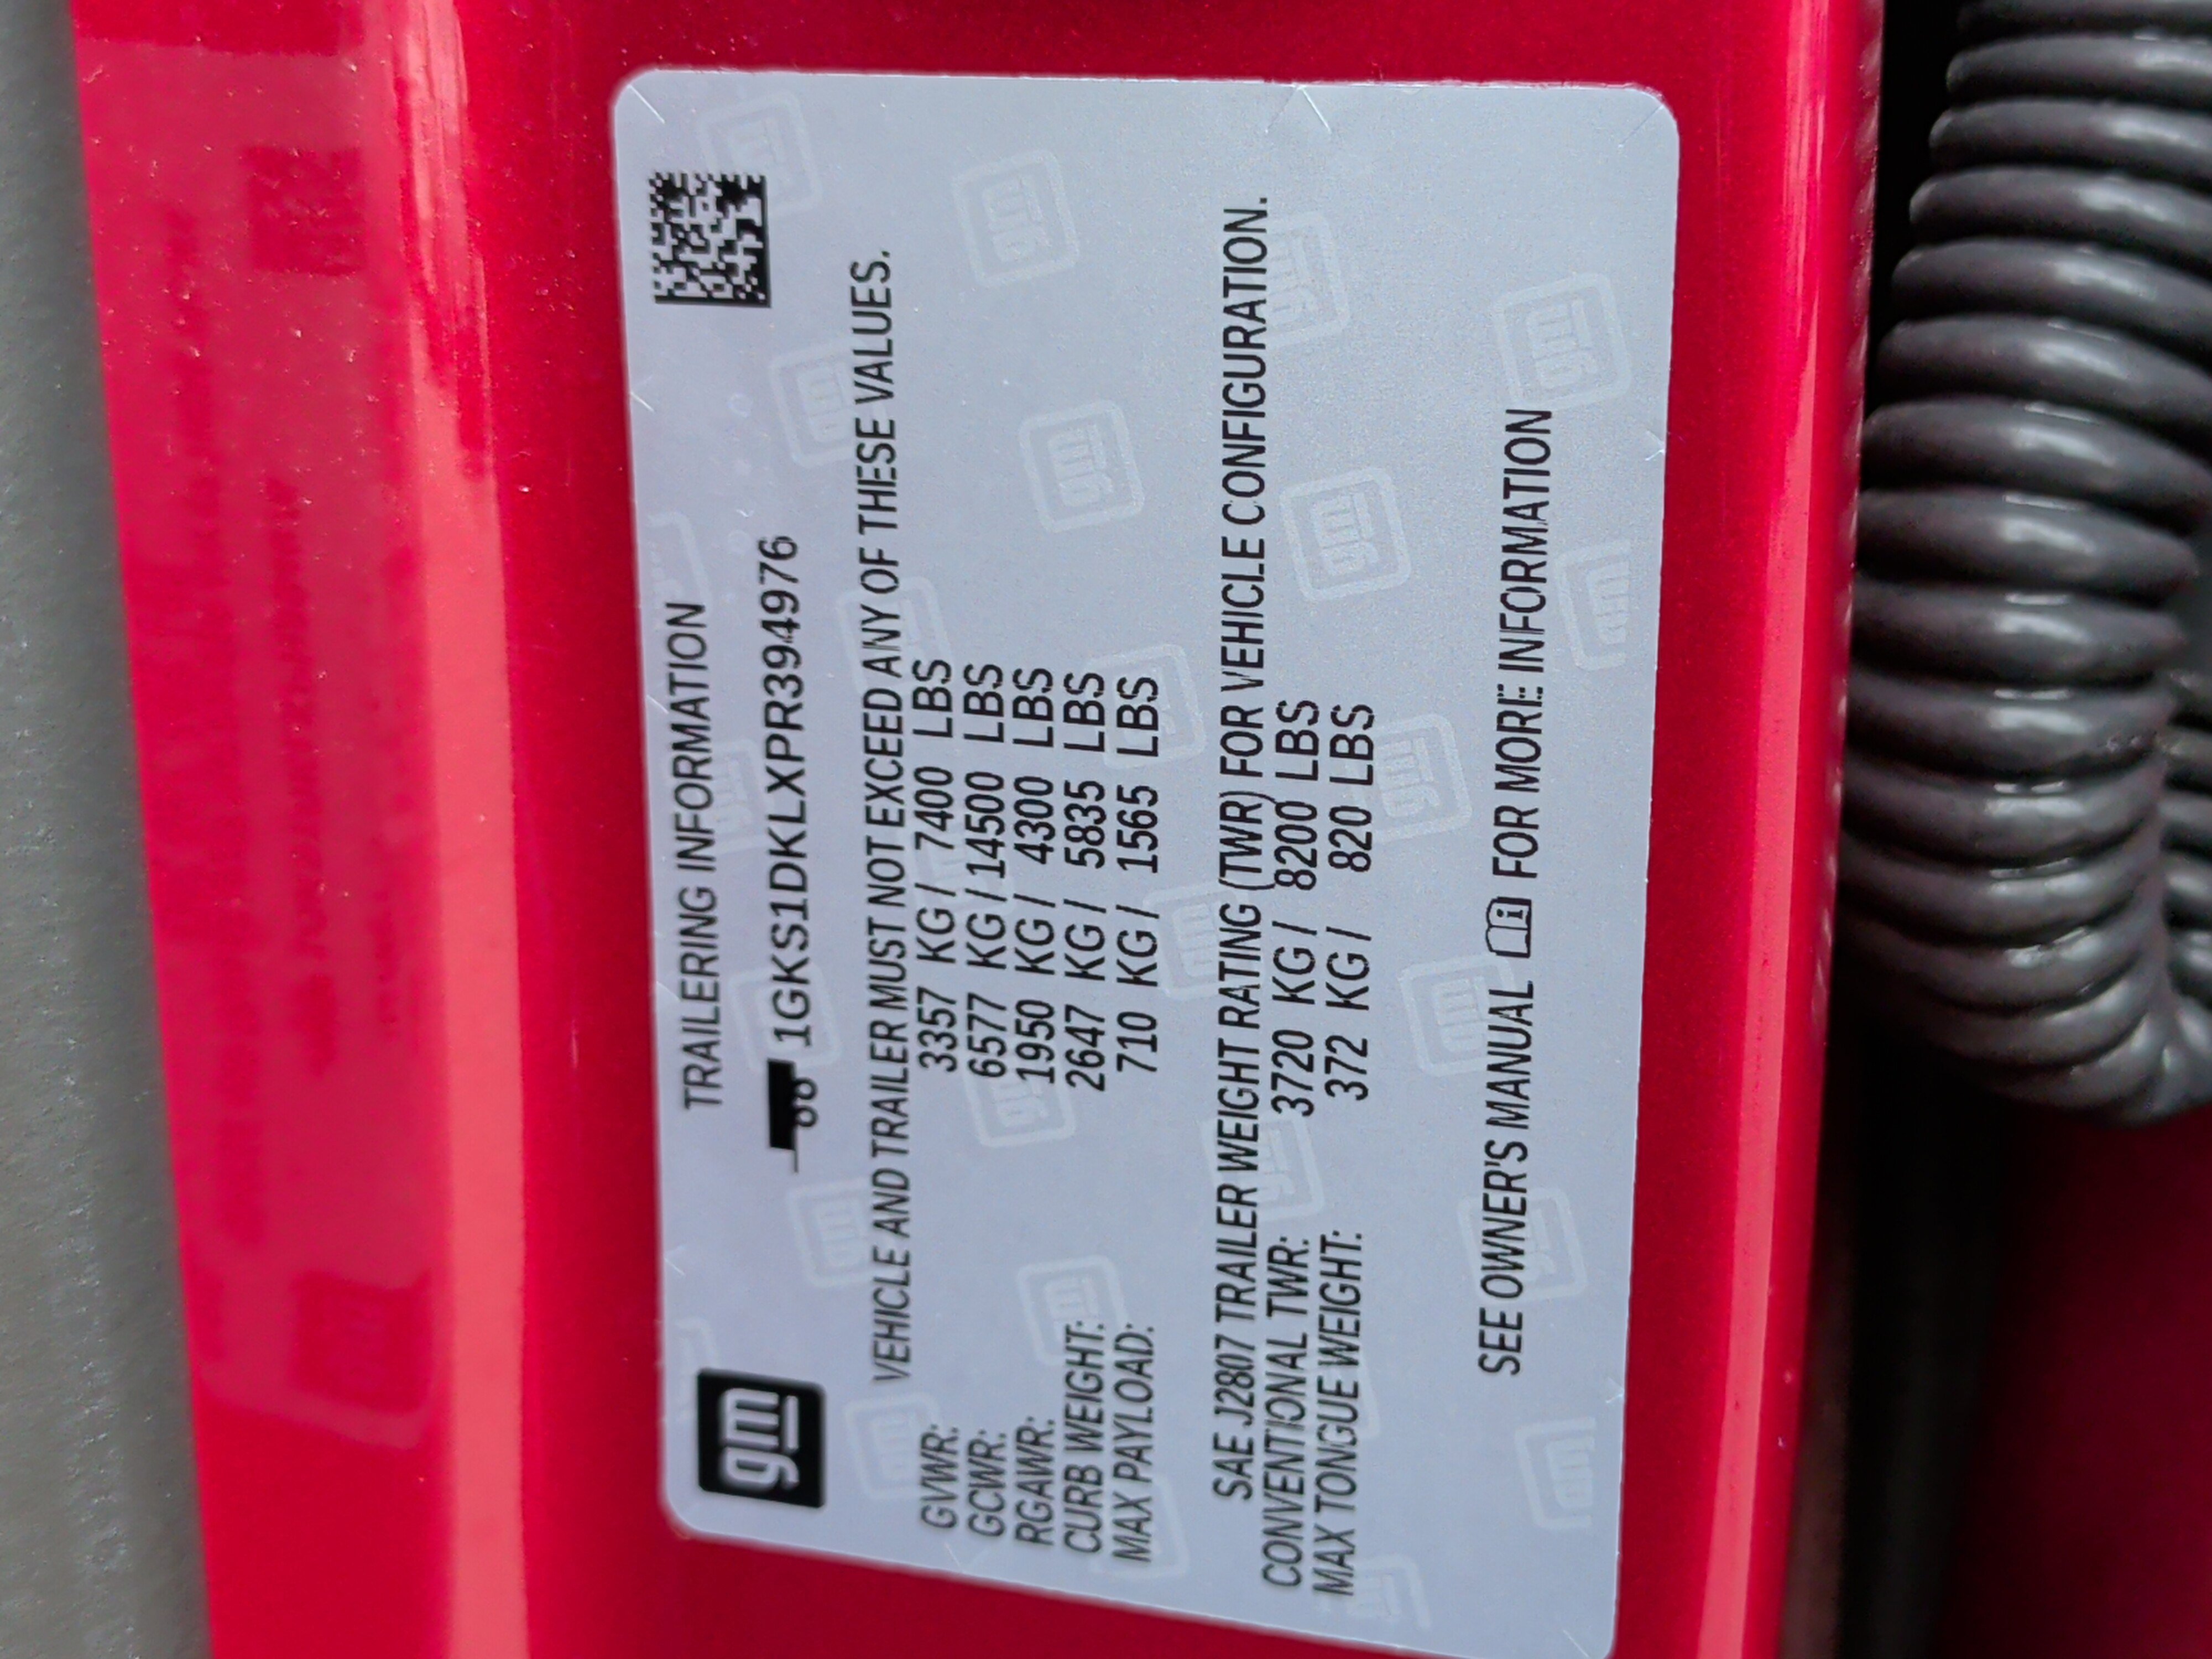 gm
TRAILERING INFORMATION
1GKS1DKLXPR394976
VEHICLE AND TRAILER MUST NOT EXCEED ANY OF THESE VALUES.
GVWR: 3357 KG / 7400 LBS
GCWR: 6577 KG / 14500 LBS
RGAWR: 1950 KG / 4300 LBS
CURB WEIGHT: 2647 KG / 5835 LBS
MAX PAYLOAD: 710 KG / 1565 LBS
SAE J2807 TRAILER WEIGHT RATING (TWR) FOR VEHICLE CONFIGURATION.
CONVENTIONAL TWR: 3720 KG / 8200 LBS
MAX TONGUE WEIGHT: 372 KG / 820 LBS
SEE OWNER'S MANUAL i FOR MORE INFORMATION